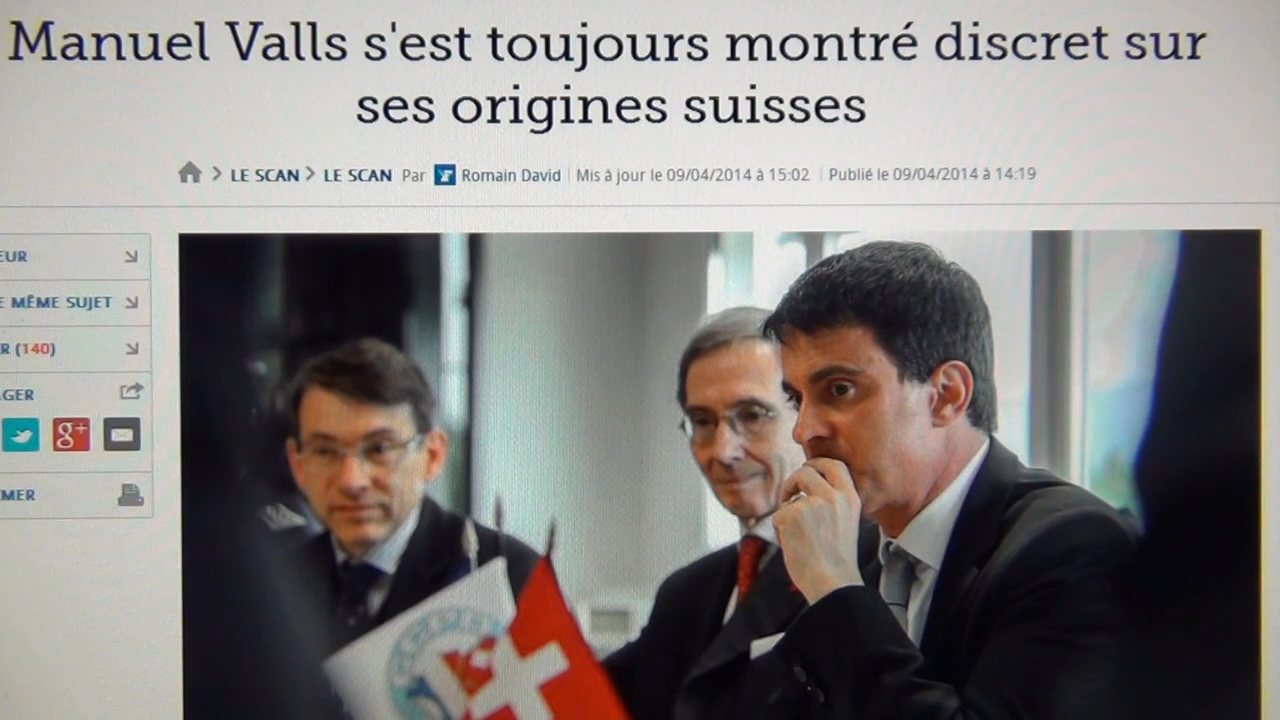 Manuel Valls s'est toujours montré discret sur
ses origines suisses
LE SCAN > LE SCAN Par Romain David | Mis à jour le 09/04/2014 à 15:02 | Publié le 09/04/2014 à 14:19
EUR
E MÊME SUJET
R (140)
GER
g+
MER